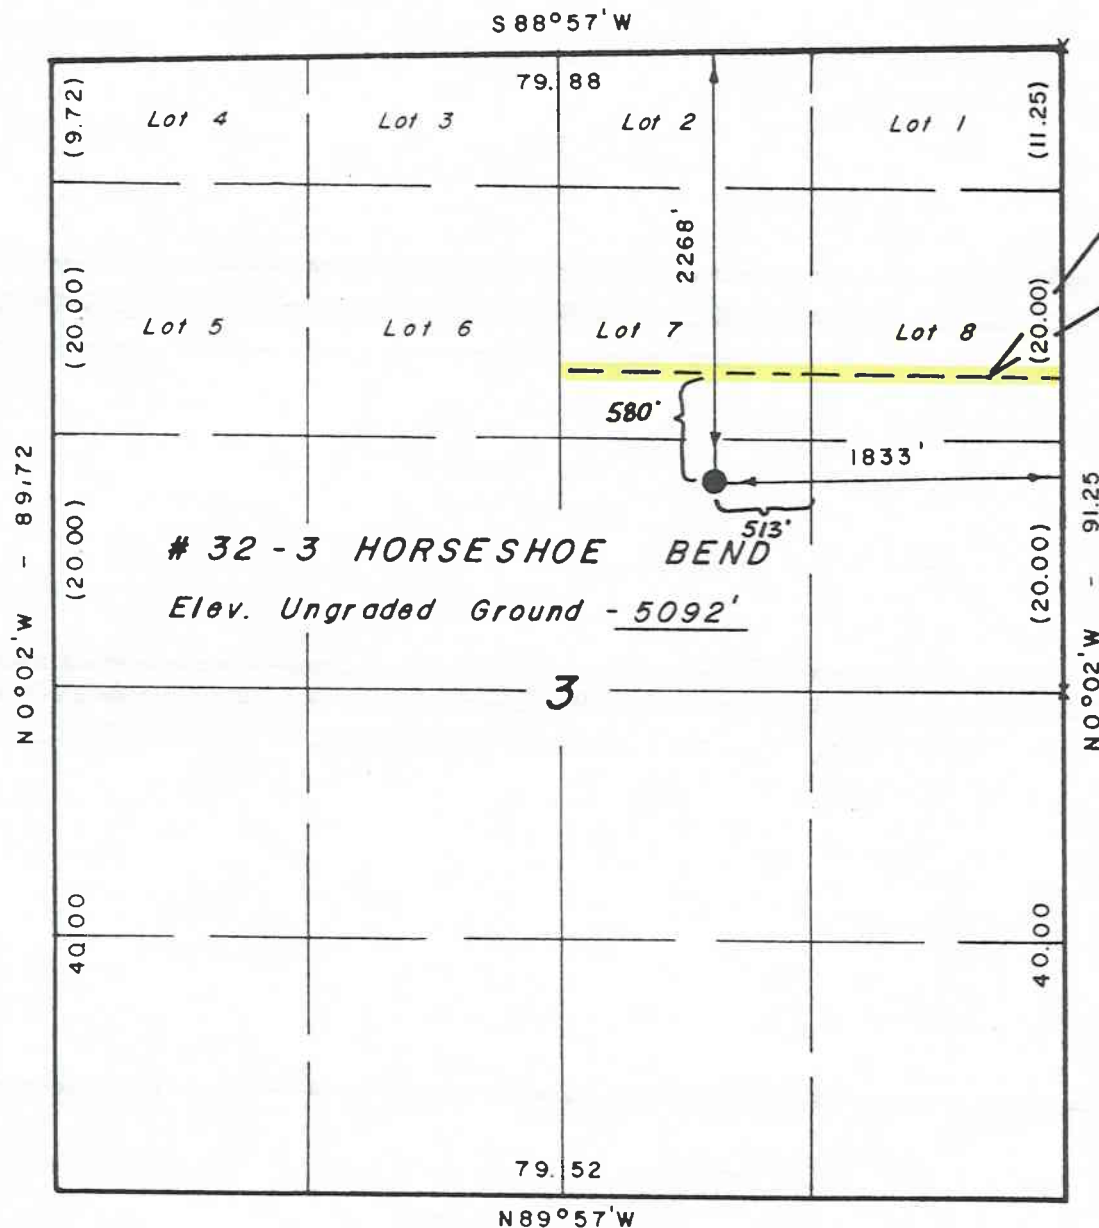 S 88°57'W
79.88
(9.72)
Lot 4
Lot 3
Lot 2
Lot 1
(11.25)
2268'
(20.00)
Lot 5
Lot 6
Lot 7
Lot 8
(20.00)
580'
1833'
513'
N 0°02'W - 89.72
(20.00)
# 32-3 HORSESHOE BEND
Elev. Ungraded Ground - 5092'
(20.00)
N 0°02'W - 91.25
3
40.00
40.00
79.52
N 89°57'W